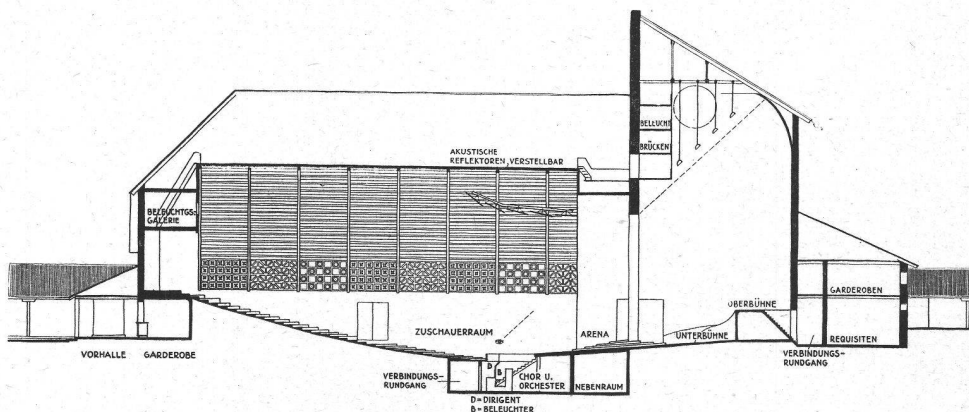 BELEUCHT.
BRÜCKEN
AKUSTISCHE
REFLEKTOREN, VERSTELLBAR
BELEUCHTGS-
GALERIE
GARDEROBEN
OBERBÜHNE
ZUSCHAUERRAUM
ARENA
UNTERBÜHNE
REQUISITEN
VORHALLE
GARDEROBE
VERBINDUNGS-
RUNDGANG
VERBINDUNGS-
RUNDGANG
D
B
CHOR U.
ORCHESTER
NEBENRAUM
D = DIRIGENT
B = BELEUCHTER